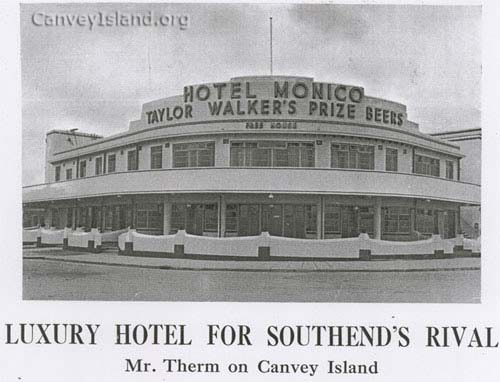 CanveyIsland.org
HOTEL MONICO
TAYLOR WALKER'S PRIZE BEERS
FREE HOUSE
LUXURY HOTEL FOR SOUTHEND'S RIVAL
Mr. Therm on Canvey Island